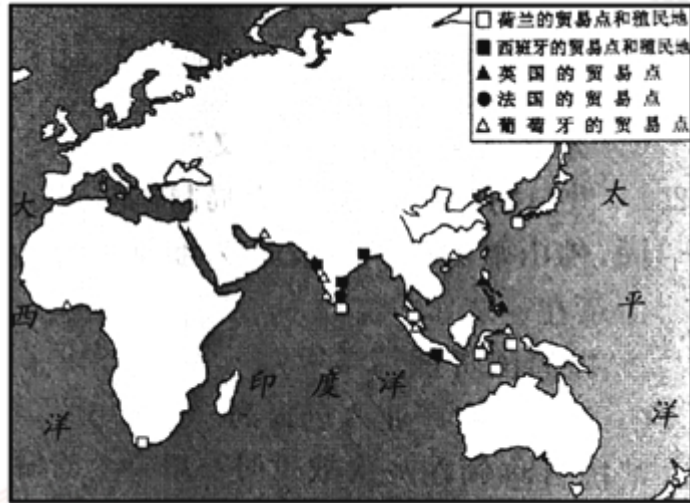 □荷兰的贸易点和殖民地
■西班牙的贸易点和殖民地
▲英国的贸易点
●法国的贸易点
△葡萄牙的贸易点
大
西
洋
印度洋
太
平
洋